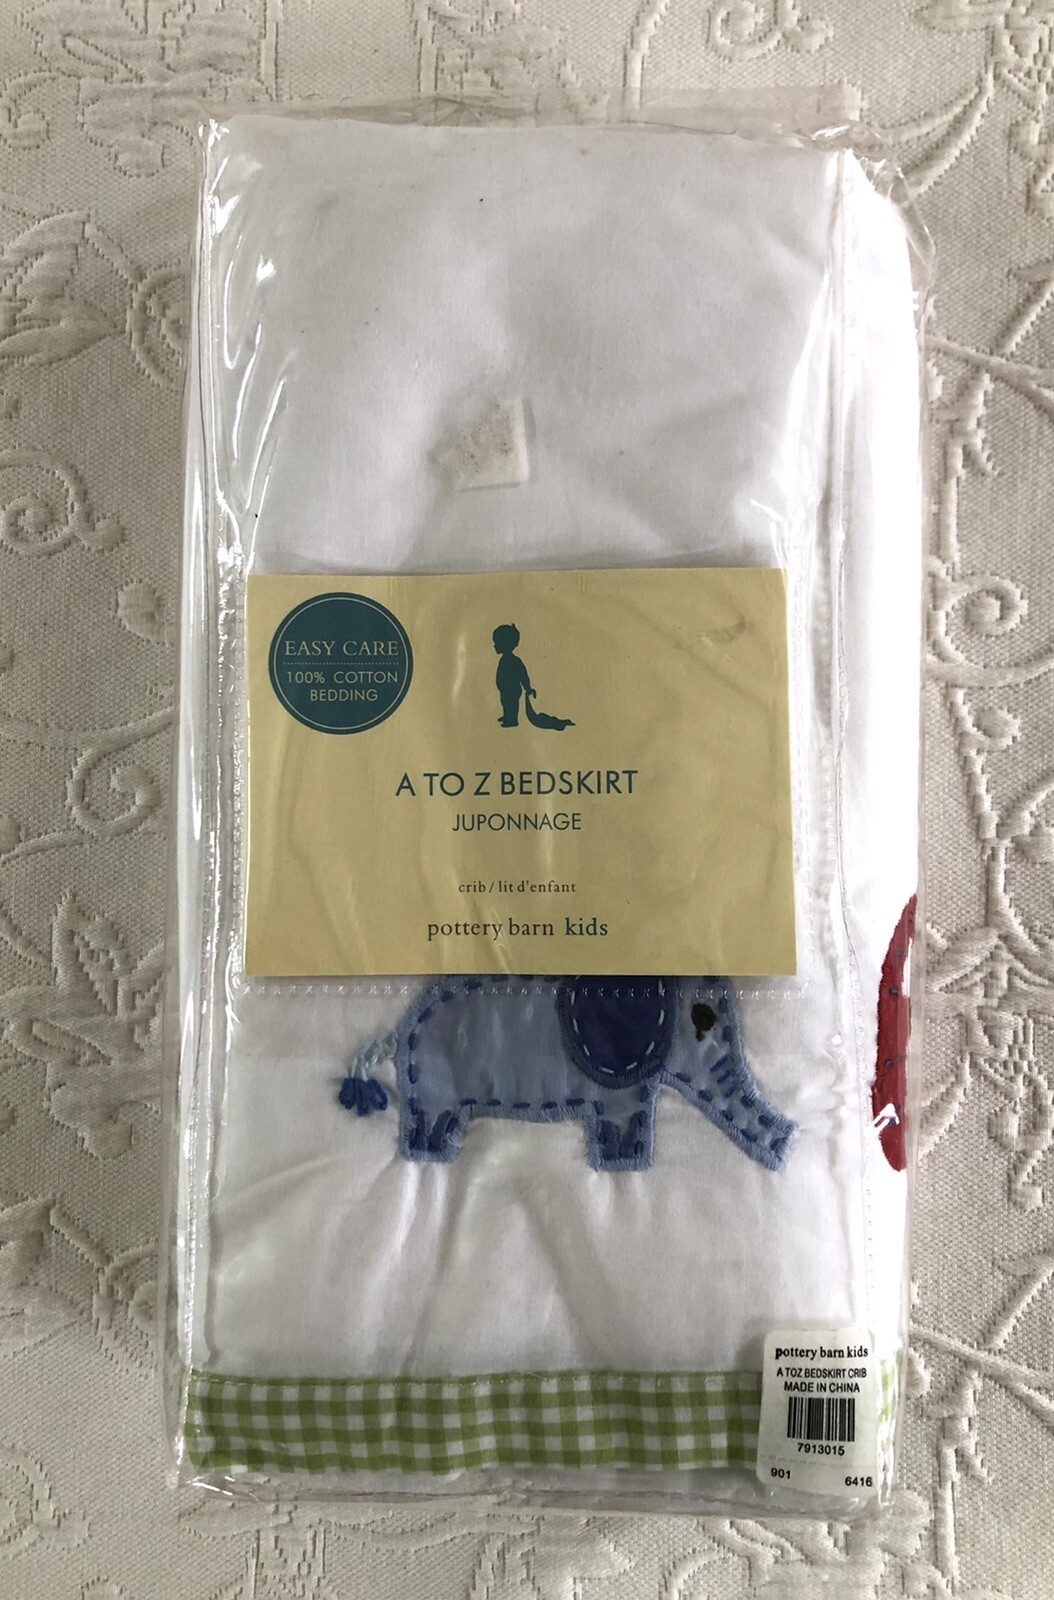 EASY CARE
100% COTTON
BEDDING
A TO Z BEDSKIRT
JUPONNAGE
crib / lit d'enfant
pottery barn kids
pottery barn kids
A TOZ BEDSKIRT CRIB
MADE IN CHINA
7913015
901 6416